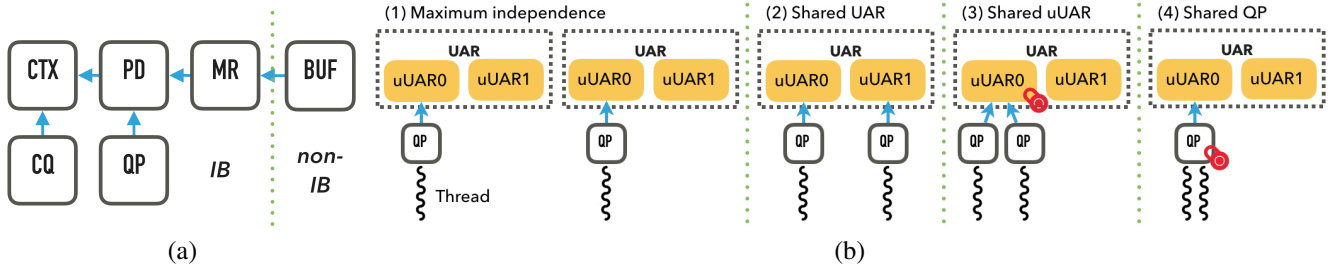 CTX PD MR BUF
CQ QP IB non-
IB
(a)
(1) Maximum independence
UAR UAR
uUAR0 uUAR1 uUAR0 uUAR1
QP QP
Thread
(2) Shared UAR
UAR
uUAR0 uUAR1
QP QP
(3) Shared uUAR
UAR
uUAR0 uUAR1
QP QP
(4) Shared QP
UAR
uUAR0 uUAR1
QP
(b)